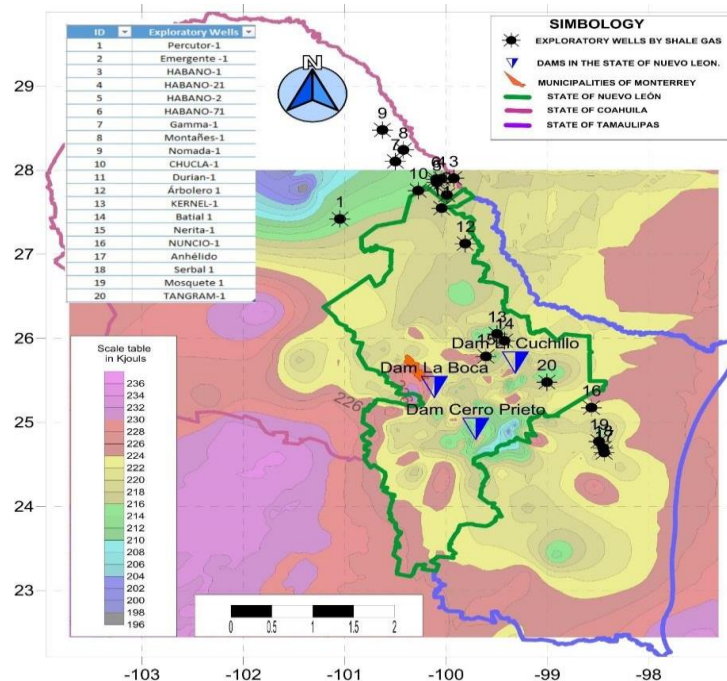 ID Exploratory Wells
1 Percutor-1
2 Emergente -1
3 HABANO-1
4 HABANO-21
5 HABANO-2
6 HABANO-71
7 Gamma-1
8 Montañes-1
9 Nomada-1
10 CHUCLA-1
11 Durian-1
12 Árbolero 1
13 KERNEL-1
14 Batial 1
15 Nerita-1
16 NUNCIO-1
17 Anhélido
18 Serbal 1
19 Mosquete 1
20 TANGRAM-1
N
SIMBOLOGY
EXPLORATORY WELLS BY SHALE GAS
DAMS IN THE STATE OF NUEVO LEON.
MUNICIPALITIES OF MONTERREY
STATE OF NUEVO LEÓN
STATE OF COAHUILA
STATE OF TAMAULIPAS
29
28
27
26
25
24
23
9
8
7
3
10
1
12
13
14
Dam El Cuchillo
Dam La Boca
20
226
Dam Cerro Prieto
16
19
Scale table
in Kjouls
236
234
232
230
228
226
224
222
220
218
216
214
212
210
208
206
204
202
200
198
196
0 0.5 1 1.5 2
-103 -102 -101 -100 -99 -98